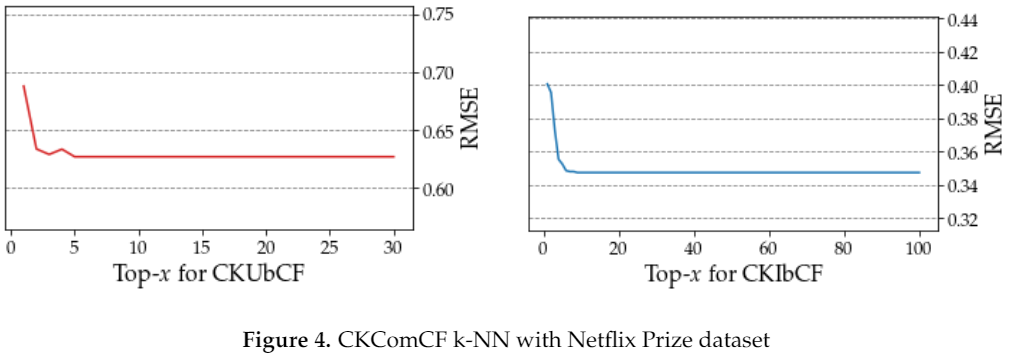 0.75
0.70
0.65
0.60
RMSE
0 5 10 15 20 25 30
Top-x for CKUbCF
0.44
0.42
0.40
0.38
0.36
0.34
0.32
RMSE
0 20 40 60 80 100
Top-x for CKIbCF
Figure 4. CKComCF k-NN with Netflix Prize dataset